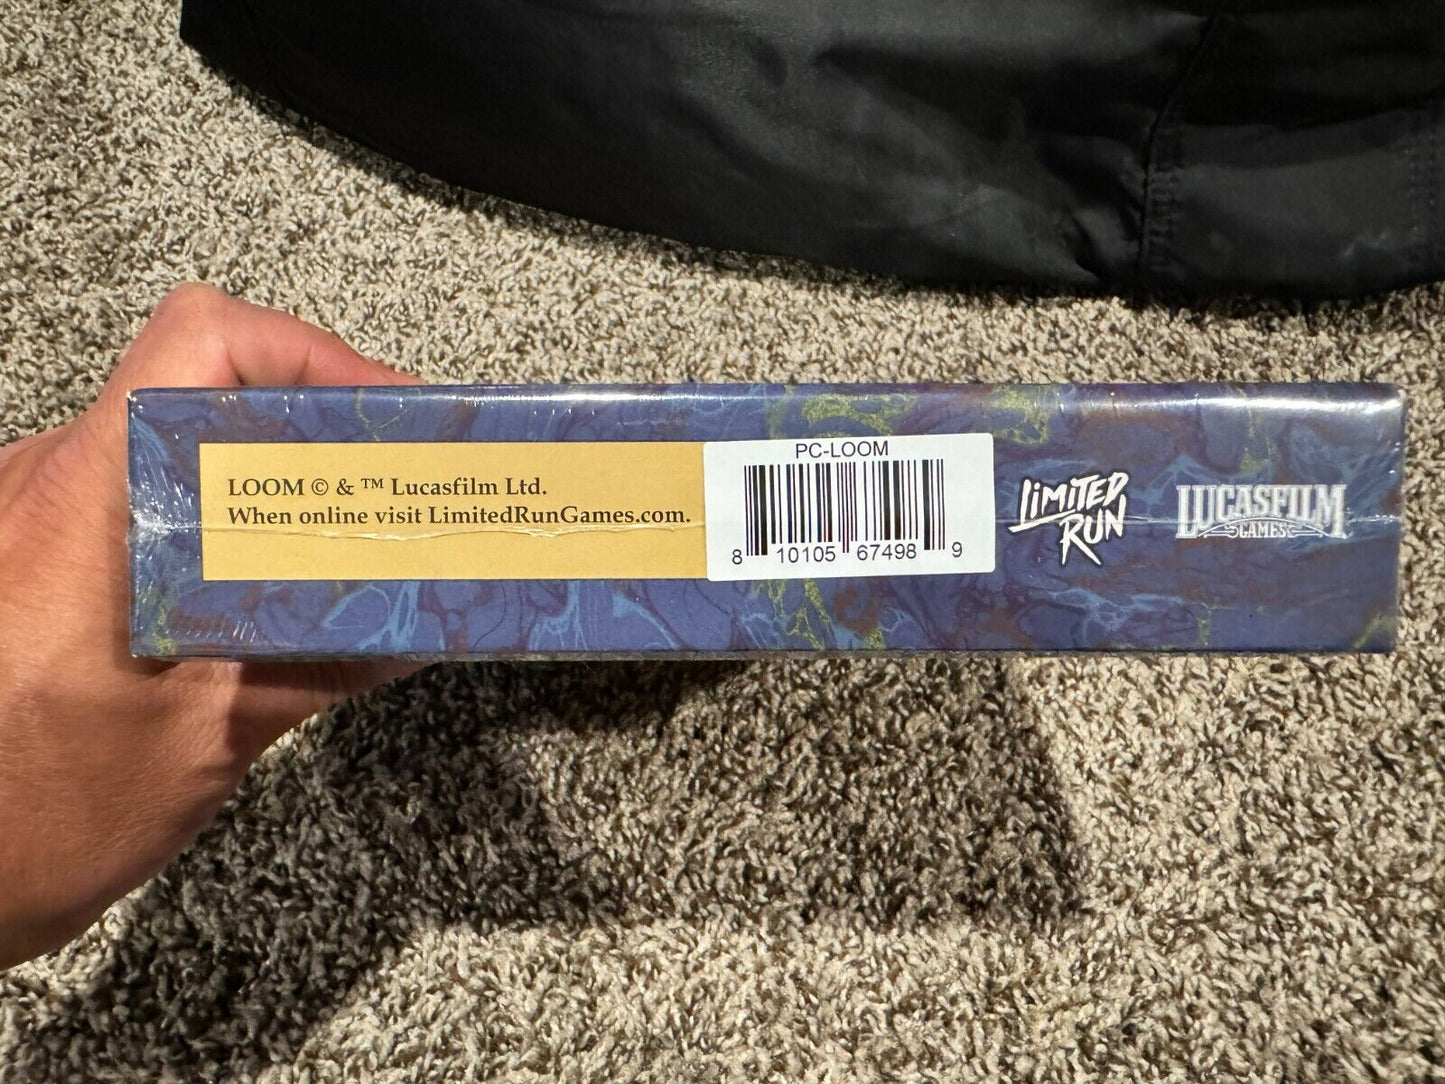 LOOM © & ™ Lucasfilm Ltd.
When online visit LimitedRunGames.com.
PC-LOOM
8 10105 67498 9
LIMITED
RUN
LUCASFILM
GAMES